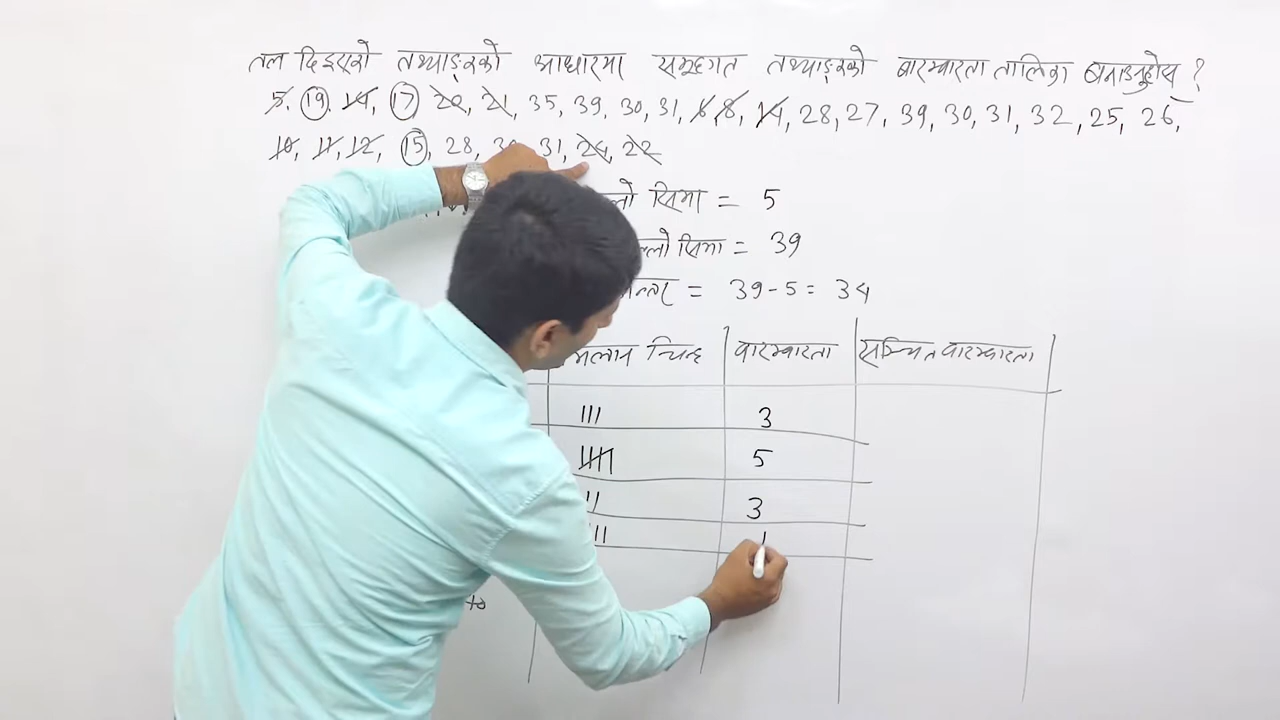 तल दिइएको तथ्याङ्कको आधारमा समूहगत तथ्याङ्कको बारम्बारता तालिका बनाउनुहोस् ?
5, 19, 14, 17, 20, 21, 35, 39, 30, 31, 6, 8, 14, 28, 27, 39, 30, 31, 32, 25, 26,
10, 11, 12, 15, 28, 30, 31, 24, 22
सिमा = 5
सिमा = 39
= 39 - 5 = 34
मिलान चिन्ह बारम्बारता सञ्चित बारम्बारता
3
5
3